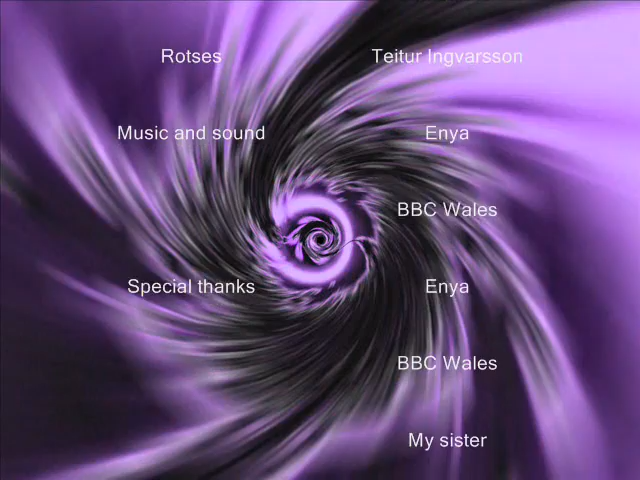 Rotses Teitur Ingvarsson
Music and sound Enya
BBC Wales
Special thanks Enya
BBC Wales
My sister